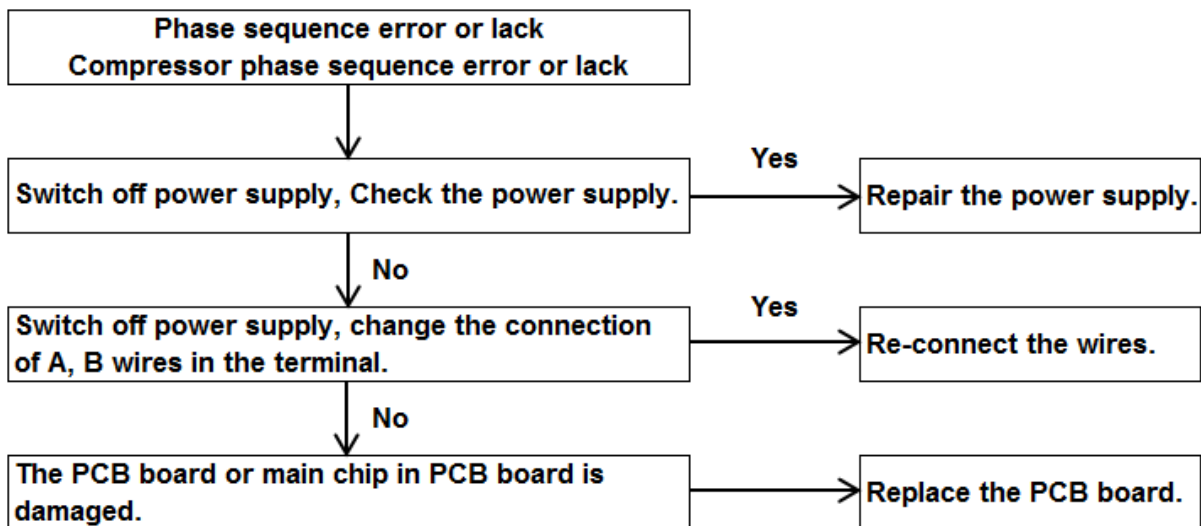 Phase sequence error or lack
Compressor phase sequence error or lack
Yes
Switch off power supply, Check the power supply.
Repair the power supply.
No
Yes
Switch off power supply, change the connection
of A, B wires in the terminal.
Re-connect the wires.
No
The PCB board or main chip in PCB board is
damaged.
Replace the PCB board.